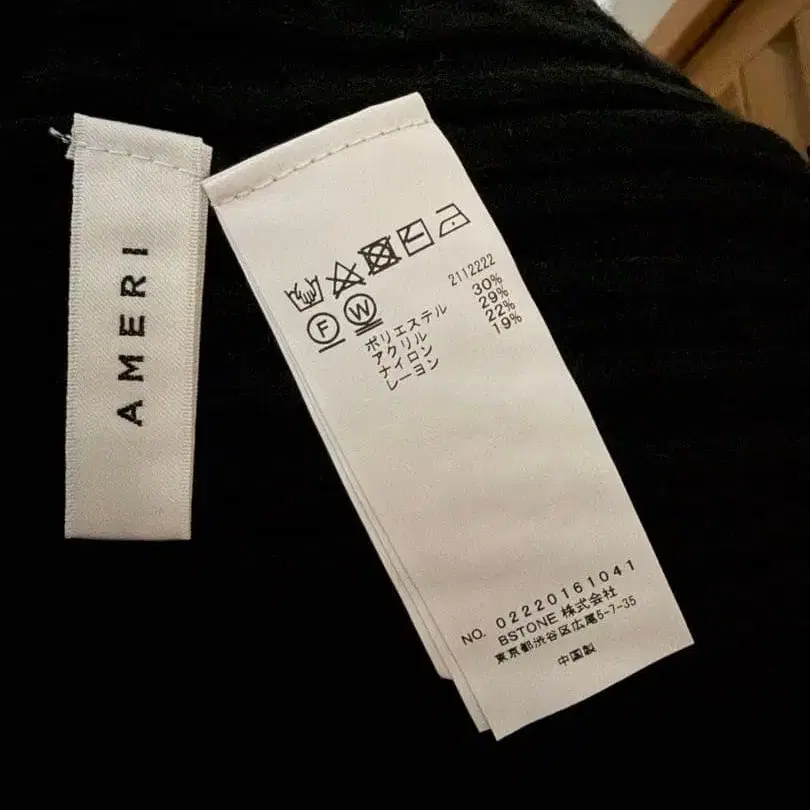 AMERI
2112222
ポリエステル 30%
アクリル 29%
ナイロン 22%
レーヨン 19%
F W
NO. 02220161041
BSTONE 株式会社
東京都渋谷区広尾5-7-35
中国製